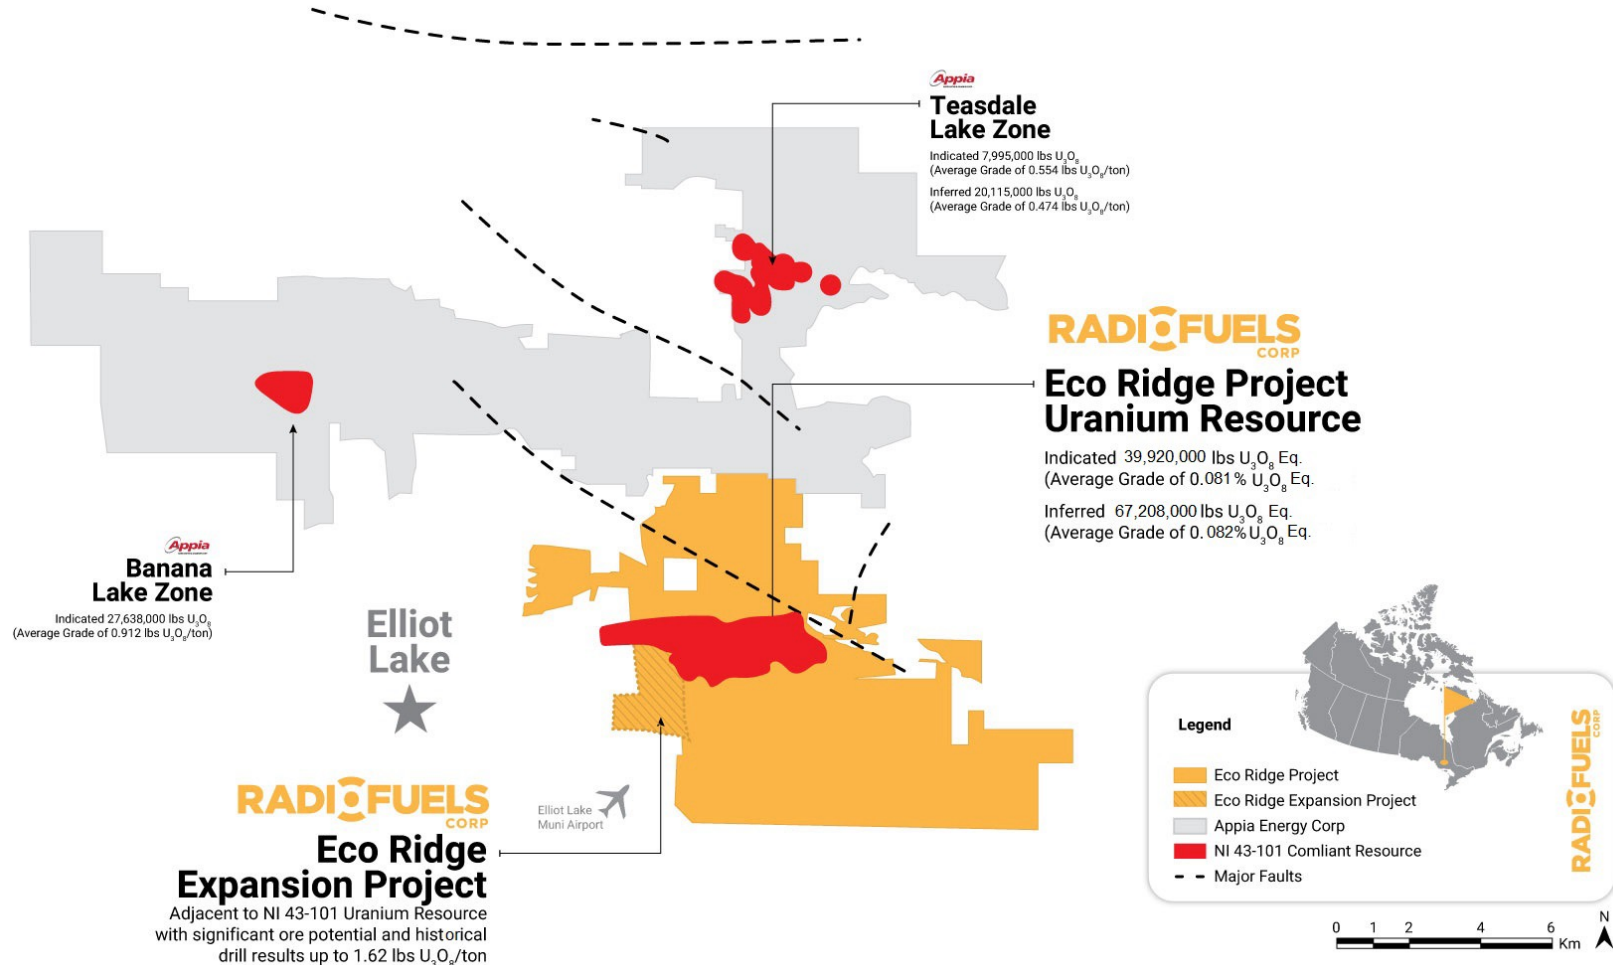 Appia
Teasdale
Lake Zone
Indicated 7,995,000 lbs U₃O₈
(Average Grade of 0.554 lbs U₃O₈/ton)
Inferred 20,115,000 lbs U₃O₈
(Average Grade of 0.474 lbs U₃O₈/ton)
RADIOFUELS
CORP
Eco Ridge Project
Uranium Resource
Indicated 39,920,000 lbs U₃O₈ Eq.
(Average Grade of 0.081% U₃O₈ Eq.
Inferred 67,208,000 lbs U₃O₈ Eq.
(Average Grade of 0.082% U₃O₈ Eq.
Appia
Banana
Lake Zone
Indicated 27,638,000 lbs U₃O₈
(Average Grade of 0.912 lbs U₃O₈/ton)
Elliot
Lake
RADIOFUELS
CORP
Eco Ridge
Expansion Project
Adjacent to NI 43-101 Uranium Resource
with significant ore potential and historical
drill results up to 1.62 lbs U₃O₈/ton
Elliot Lake
Muni Airport
Legend
Eco Ridge Project
Eco Ridge Expansion Project
Appia Energy Corp
NI 43-101 Comliant Resource
Major Faults
RADIOFUELS
CORP
0 1 2 4 6
Km
N